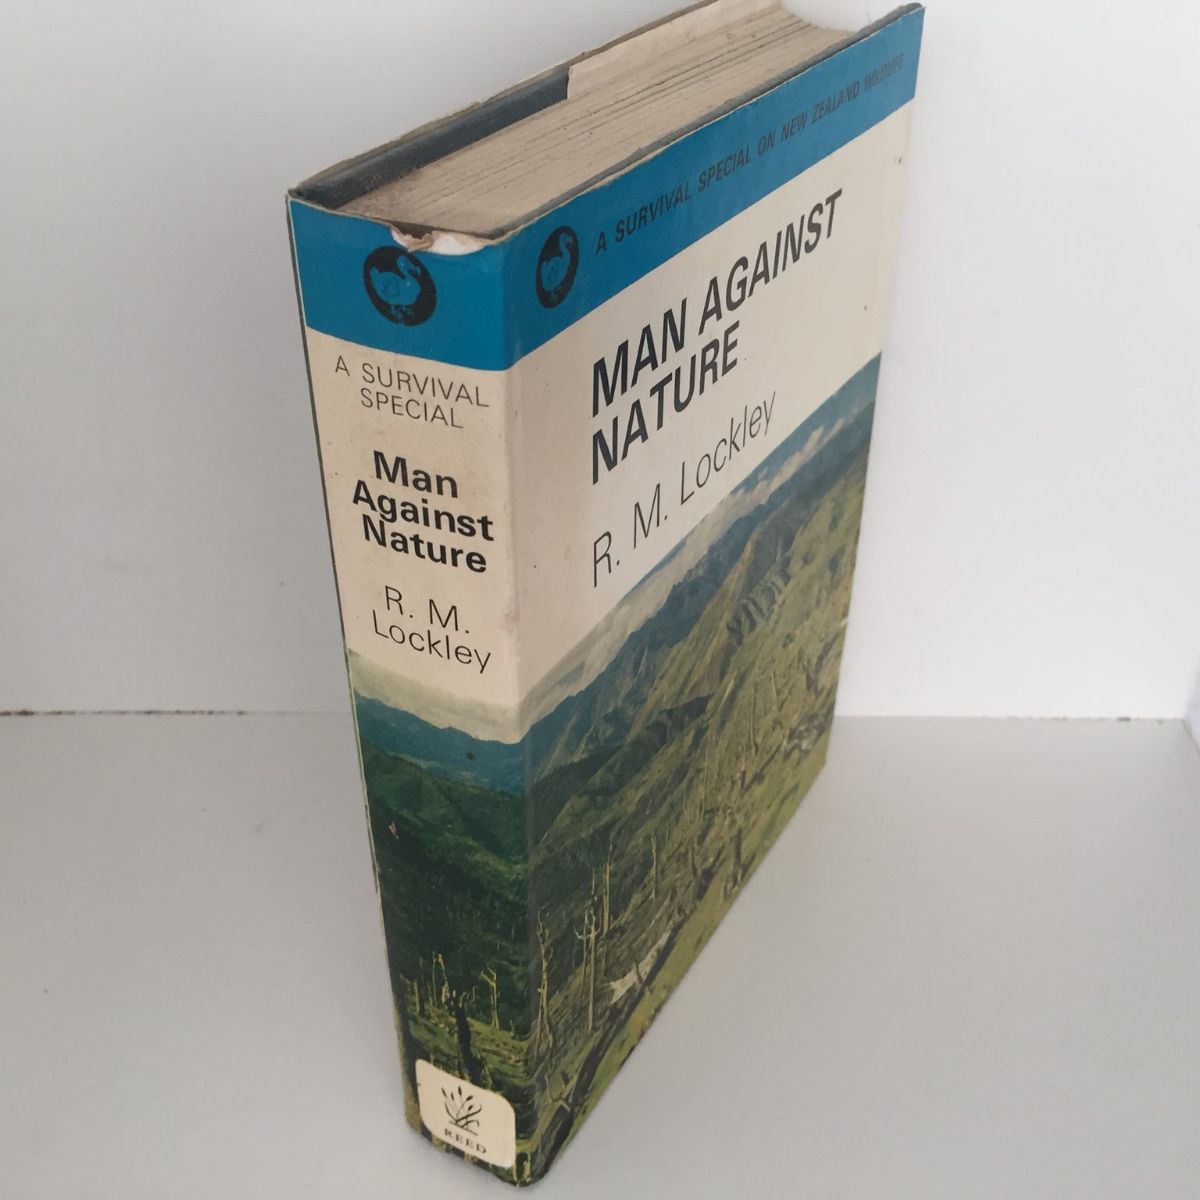 A SURVIVAL
SPECIAL
Man
Against
Nature
R. M.
Lockley
REED
A SURVIVAL SPECIAL ON NEW ZEALAND WILDLIFE
MAN AGAINST
NATURE
R. M. Lockley